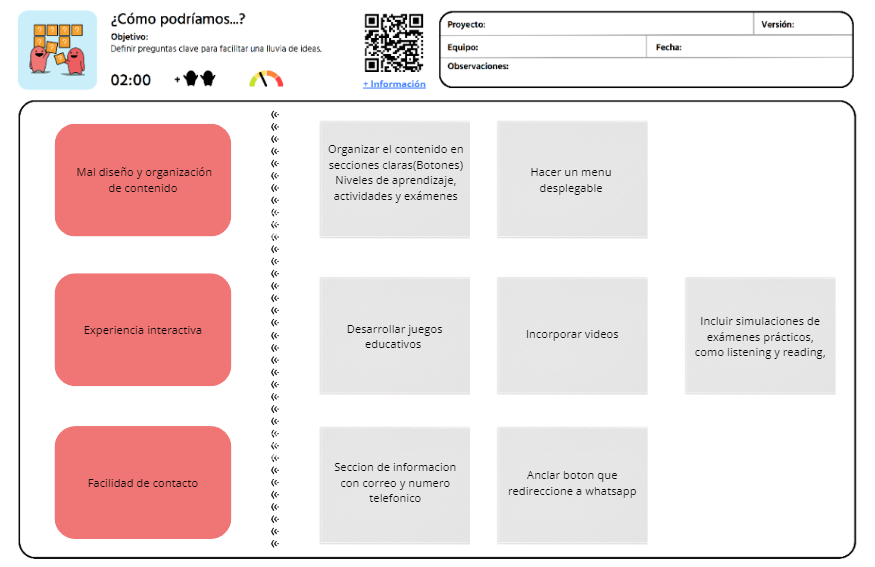 ¿Cómo podríamos...?
Objetivo:
Definir preguntas clave para facilitar una lluvia de ideas.
02:00
+
+ Información
Proyecto:
Versión:
Equipo:
Fecha:
Observaciones:
Mal diseño y organización
de contenido
Organizar el contenido en
secciones claras(Botones)
Niveles de aprendizaje,
actividades y exámenes
Hacer un menu
desplegable
Experiencia interactiva
Desarrollar juegos
educativos
Incorporar videos
Incluir simulaciones de
exámenes prácticos,
como listening y reading,
Facilidad de contacto
Seccion de informacion
con correo y numero
telefonico
Anclar boton que
redireccione a whatsapp